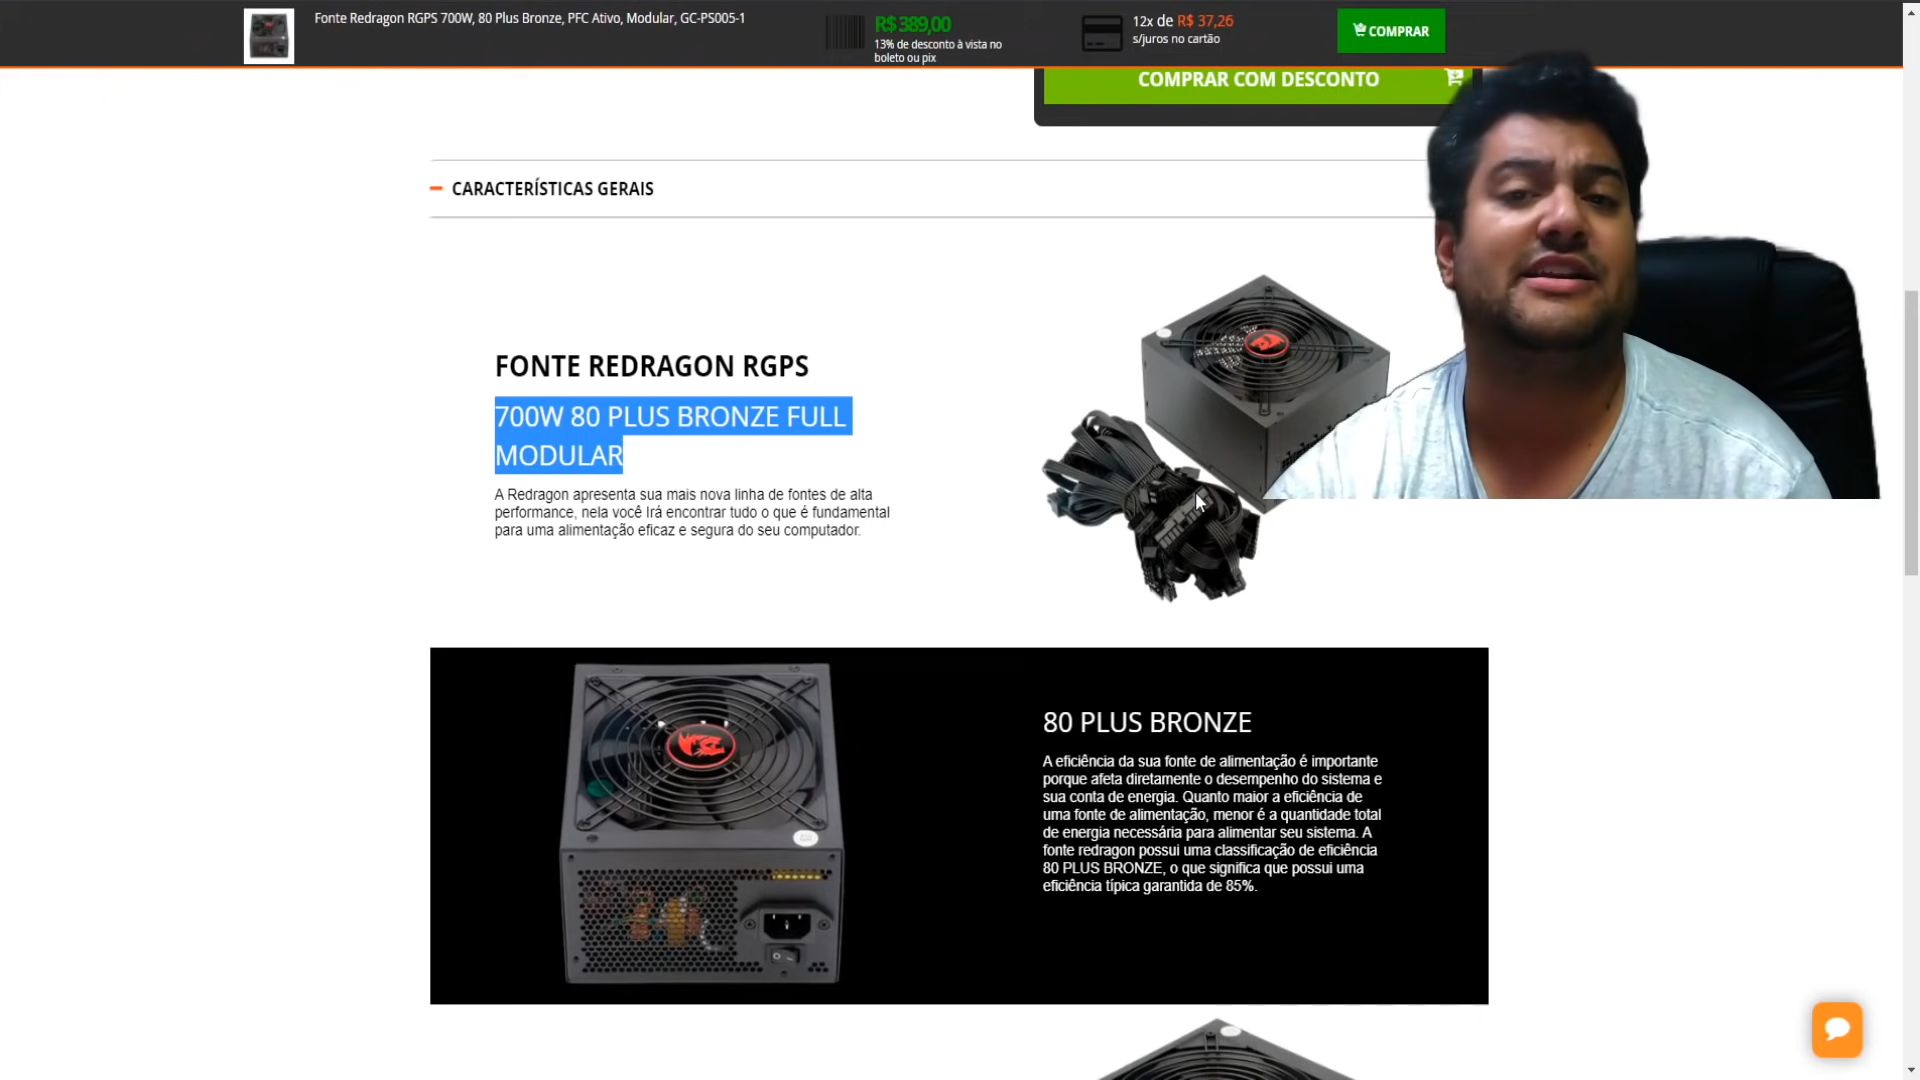 Fonte Redragon RGPS 700W, 80 Plus Bronze, PFC Ativo, Modular, GC-PS005-1
R$ 389,00
13% de desconto à vista no
boleto ou pix
12x de R$ 37,26
s/juros no cartão
COMPRAR
COMPRAR COM DESCONTO
CARACTERÍSTICAS GERAIS
FONTE REDRAGON RGPS
700W 80 PLUS BRONZE FULL
MODULAR
A Redragon apresenta sua mais nova linha de fontes de alta
performance, nela você Irá encontrar tudo o que é fundamental
para uma alimentação eficaz e segura do seu computador.
80 PLUS BRONZE
A eficiência da sua fonte de alimentação é importante
porque afeta diretamente o desempenho do sistema e
sua conta de energia. Quanto maior a eficiência de
uma fonte de alimentação, menor é a quantidade total
de energia necessária para alimentar seu sistema. A
fonte redragon possui uma classificação de eficiência
80 PLUS BRONZE, o que significa que possui uma
eficiência típica garantida de 85%.